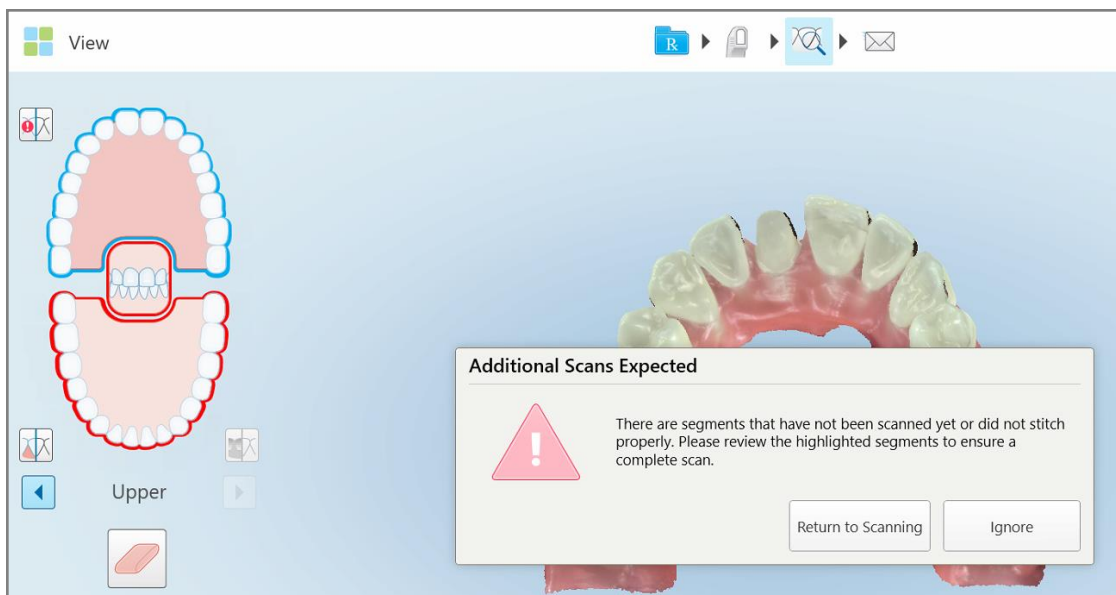 View
R
Additional Scans Expected
There are segments that have not been scanned yet or did not stitch
properly. Please review the highlighted segments to ensure a
complete scan.
Upper
Return to Scanning
Ignore